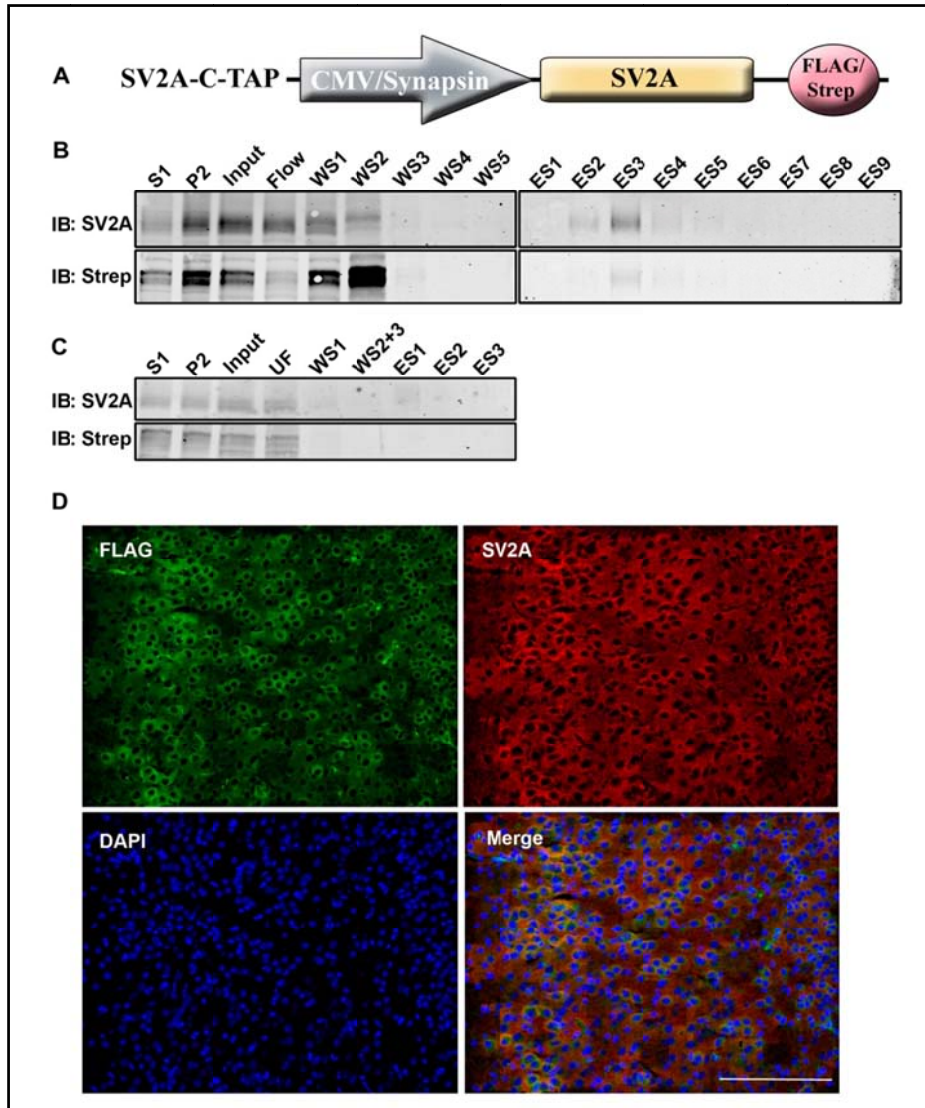 A
SV2A-C-TAP
CMV/Synapsin
SV2A
FLAG/
Strep
B
S1 P2 Input Flow WS1 WS2 WS3 WS4 WS5 ES1 ES2 ES3 ES4 ES5 ES6 ES7 ES8 ES9
IB: SV2A
IB: Strep
C
S1 P2 Input UF WS1 WS2+3 ES1 ES2 ES3
IB: SV2A
IB: Strep
D
FLAG SV2A
DAPI Merge